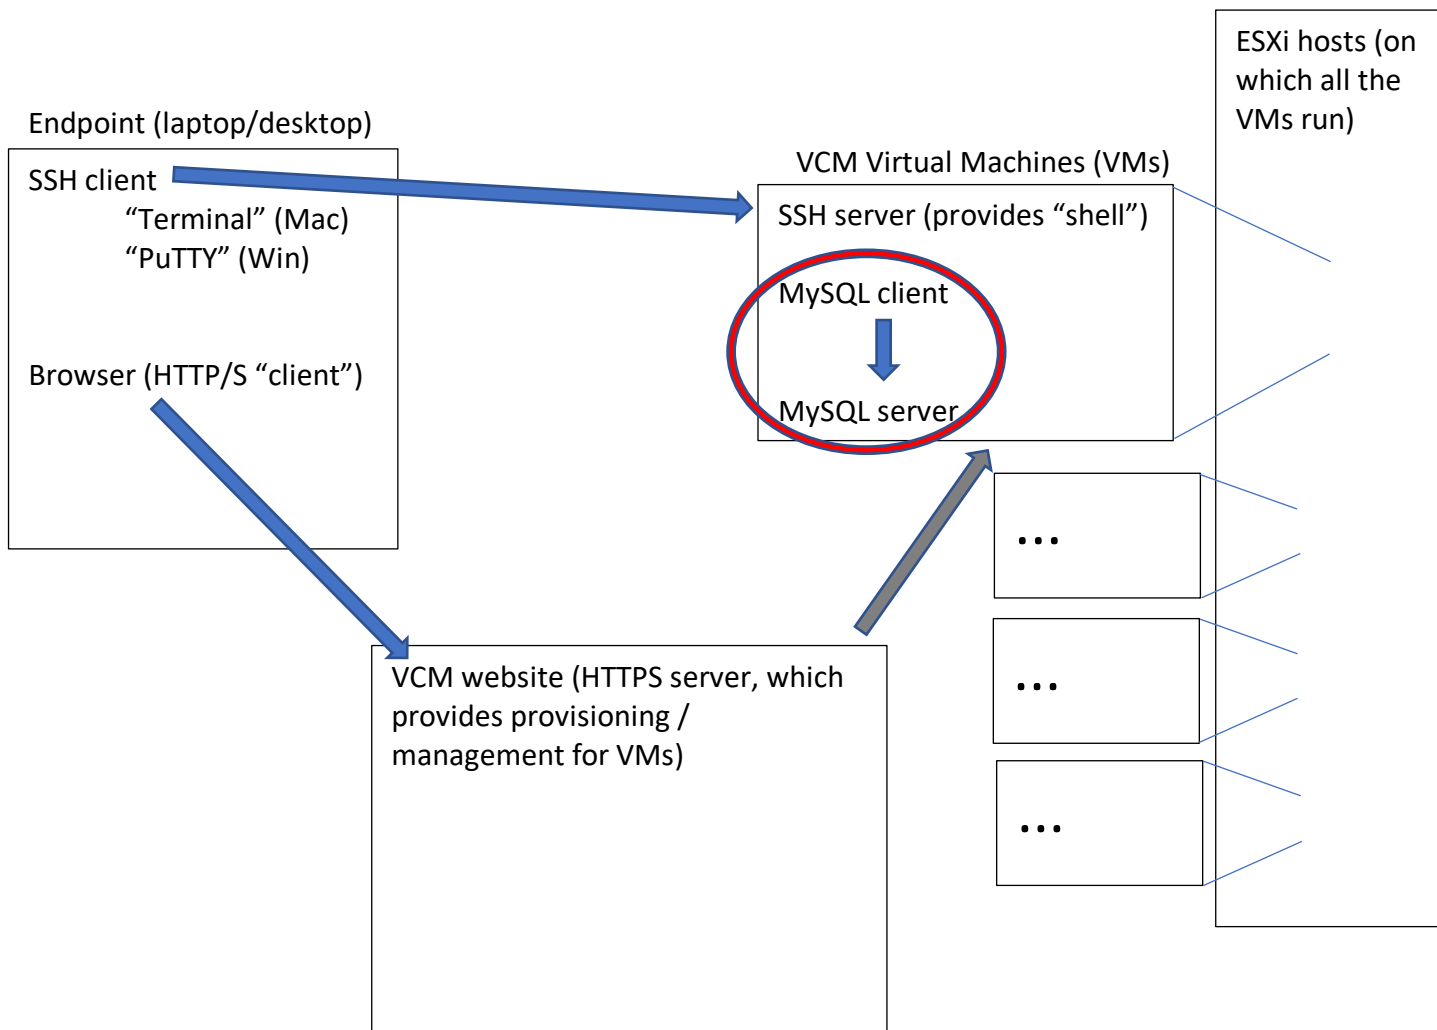 ESXi hosts (on
which all the
VMs run)
Endpoint (laptop/desktop)
SSH client
“Terminal” (Mac)
“PuTTY” (Win)
Browser (HTTP/S “client”)
VCM Virtual Machines (VMs)
SSH server (provides “shell”)
MySQL client
MySQL server
...
...
...
VCM website (HTTPS server, which
provides provisioning /
management for VMs)